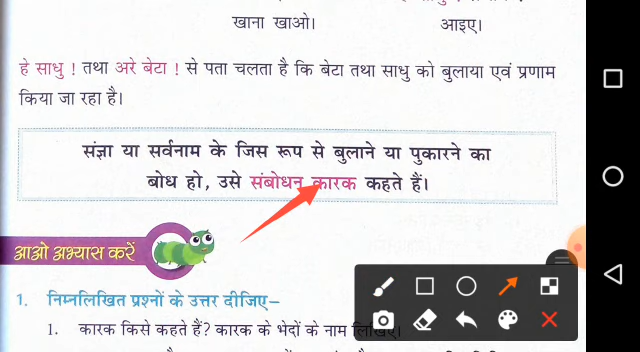 खाना खाओ। आइए।
हे साधु ! तथा अरे बेटा ! से पता चलता है कि बेटा तथा साधु को बुलाया एवं प्रणाम
किया जा रहा है।
संज्ञा या सर्वनाम के जिस रूप से बुलाने या पुकारने का
बोध हो, उसे संबोधन कारक कहते हैं।
आओ अभ्यास करें
1. निम्नलिखित प्रश्नों के उत्तर दीजिए–
1. कारक किसे कहते हैं? कारक के भेदों के नाम लिखिए।